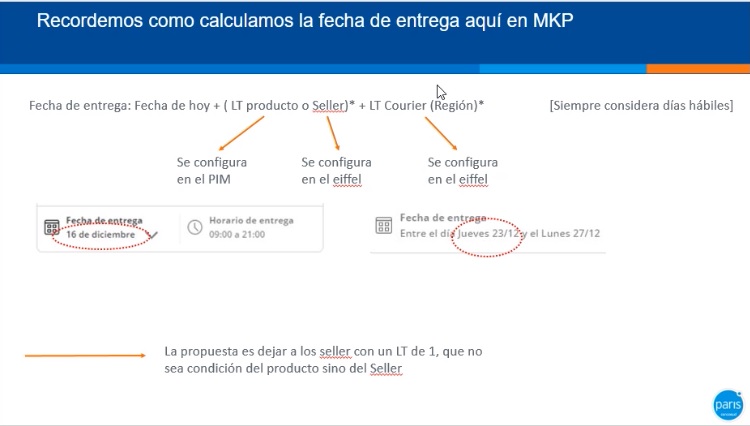 Recordemos como calculamos la fecha de entrega aquí en MKP
Fecha de entrega: Fecha de hoy + ( LT producto o Seller)* + LT Courier (Región)* [Siempre considera días hábiles]
Se configura
en el PIM
Se configura
en el eiffel
Se configura
en el eiffel
Fecha de entrega
16 de diciembre
Horario de entrega
09:00 a 21:00
Fecha de entrega
Entre el día Jueves 23/12 y el Lunes 27/12
La propuesta es dejar a los seller con un LT de 1, que no
sea condición del producto sino del Seller
paris